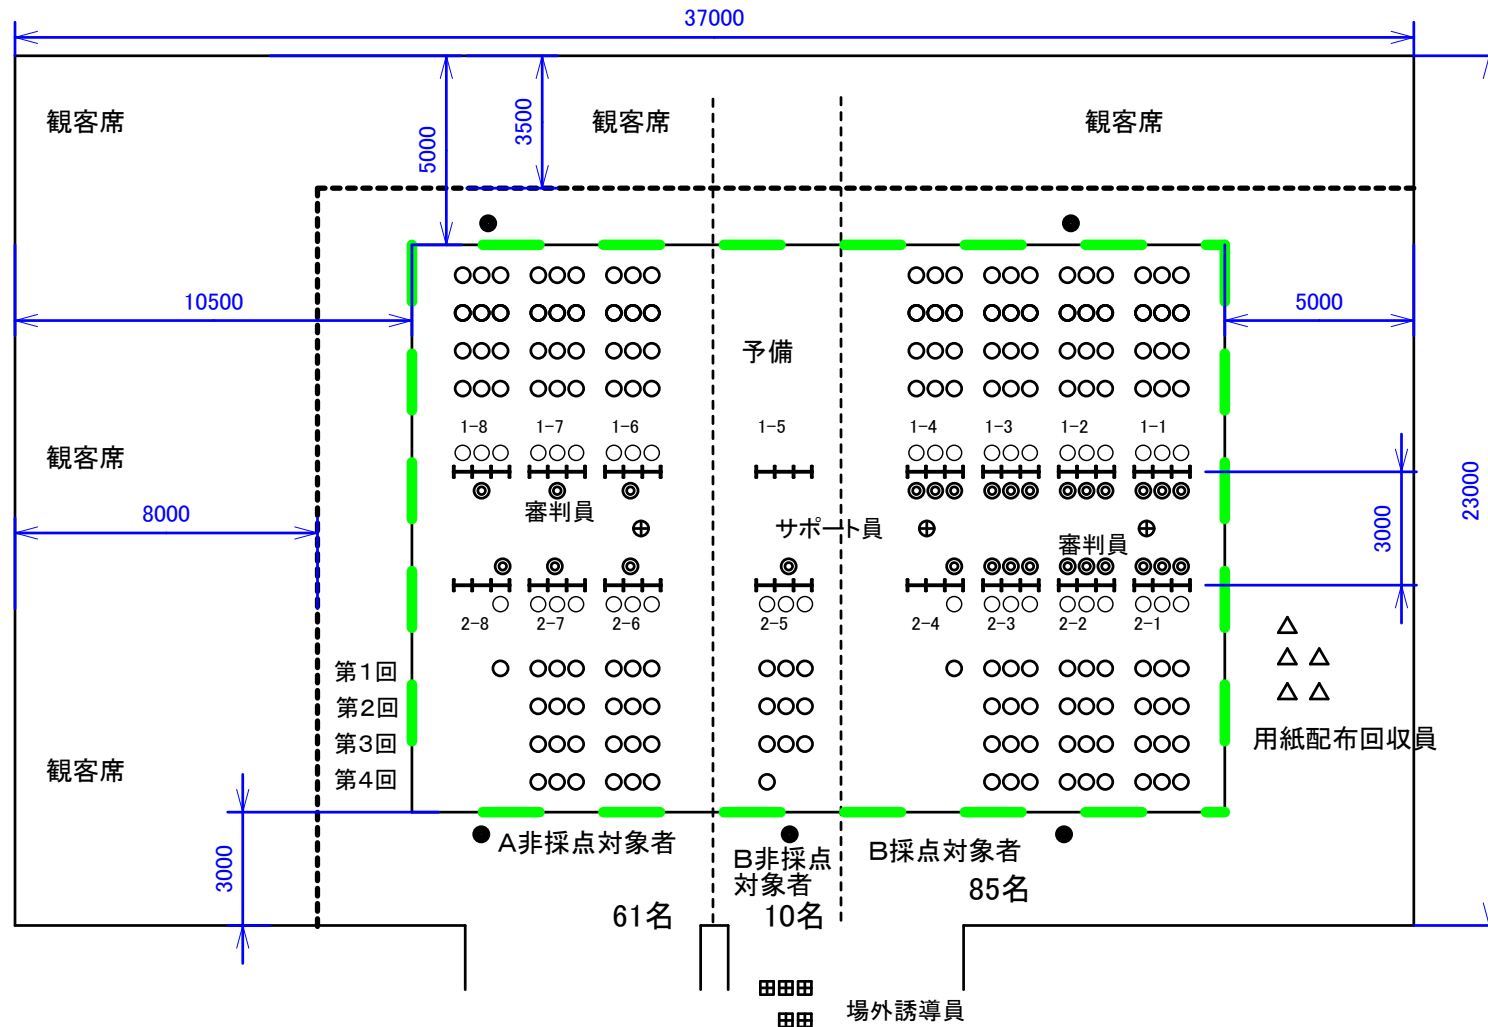 37000
観客席
観客席
観客席
5000
3500
10500
5000
予備
1-8
1-7
1-6
1-5
1-4
1-3
1-2
1-1
観客席
8000
審判員
サポート員
審判員
3000
23000
2-8
2-7
2-6
2-5
2-4
2-3
2-2
2-1
第1回
第2回
第3回
第4回
用紙配布回収員
観客席
3000
A非採点対象者
B非採点
対象者
B採点対象者
61名
10名
85名
場外誘導員